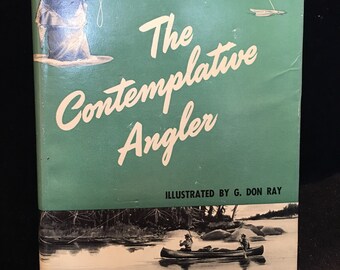 The
Contemplative
Angler
ILLUSTRATED BY G. DON RAY